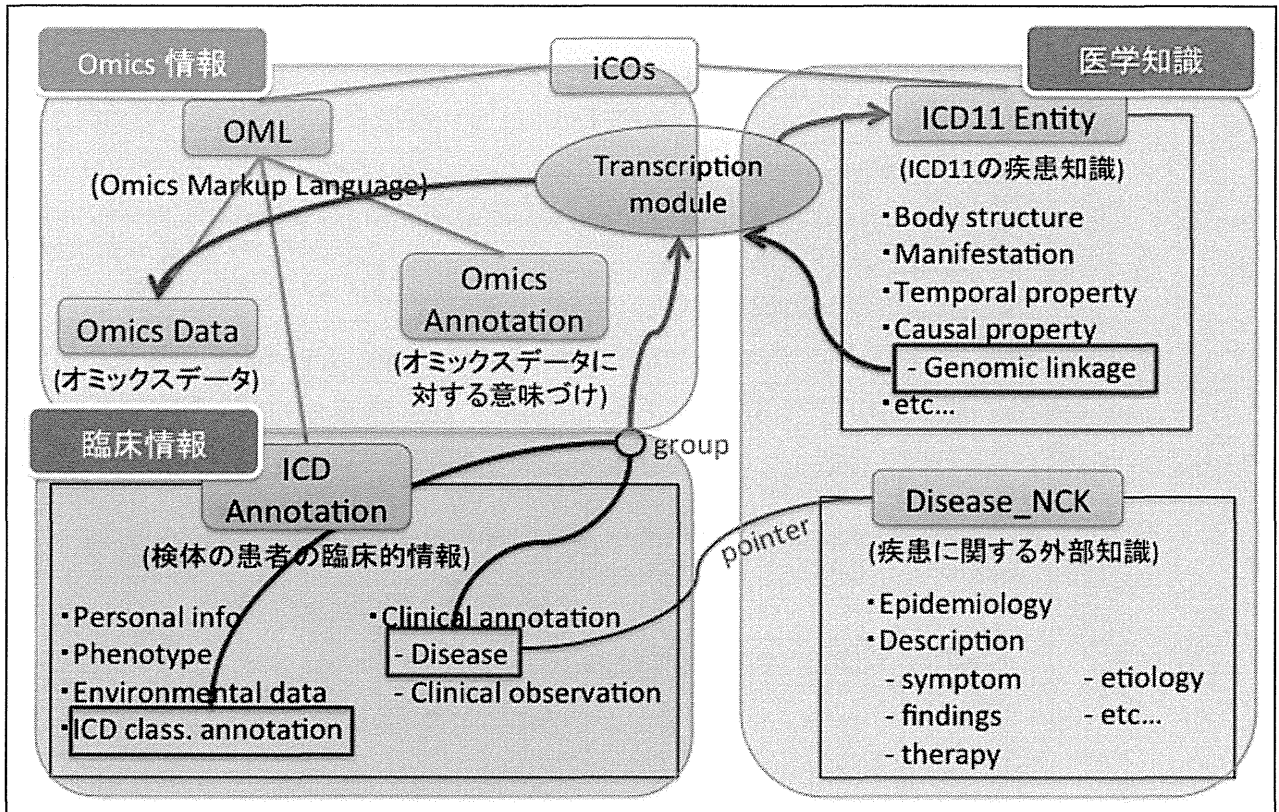 Omics 情報
iCOs
医学知識
OML
(Omics Markup Language)
Transcription
module
Omics Data
(オミックスデータ)
Omics
Annotation
(オミックスデータに
対する意味づけ)
ICD11 Entity
(ICD11の疾患知識)
・Body structure
・Manifestation
・Temporal property
・Causal property
- Genomic linkage
・etc...
臨床情報
group
ICD
Annotation
(検体の患者の臨床的情報)
・Personal info
・Phenotype
・Environmental data
・ICD class. annotation
・Clinical annotation
- Disease
- Clinical observation
pointer
Disease_NCK
(疾患に関する外部知識)
・Epidemiology
・Description
- symptom
- findings
- therapy
- etiology
- etc...